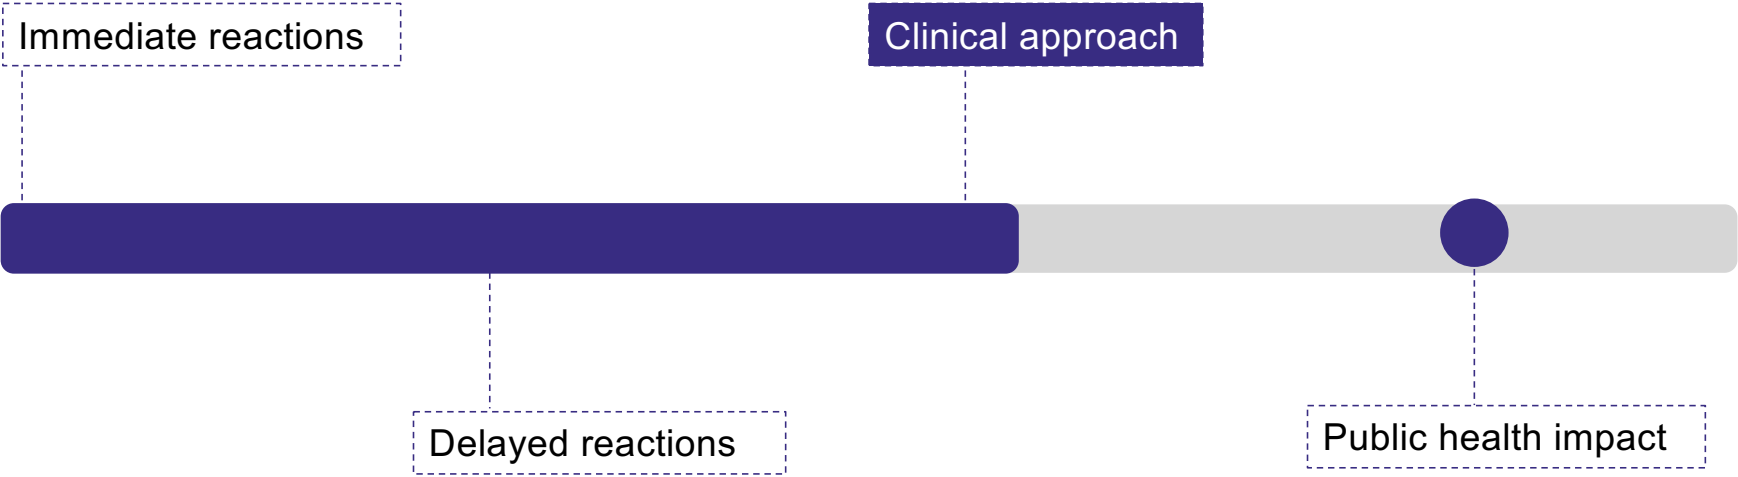 Immediate reactions
Clinical approach
Delayed reactions
Public health impact